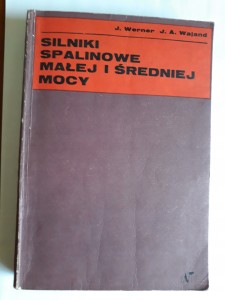 J. Werner J. A. Wajand
SILNIKI
SPALINOWE
MAŁEJ I ŚREDNIEJ
MOCY